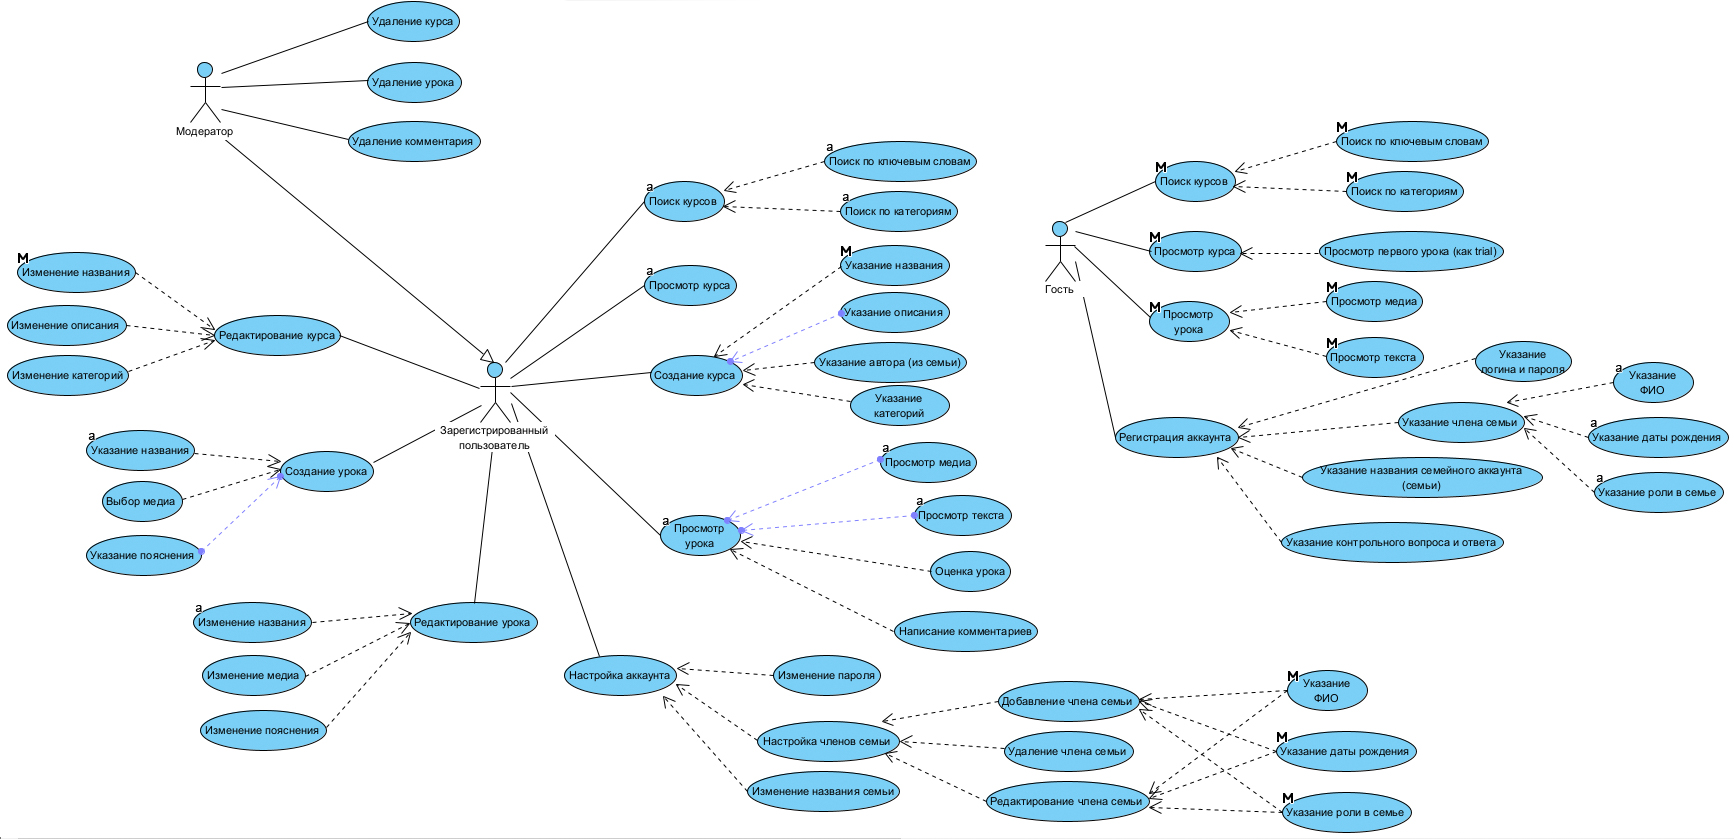 Удаление курса
Удаление урока
Модератор
Удаление комментария
a
Поиск по ключевым словам
a
Поиск курсов
a
Поиск по категориям
M
Поиск по ключевым словам
M
Поиск курсов
M
Поиск по категориям
M
Просмотр курса
Просмотр первого урока (как trial)
Гость
M
Просмотр
урока
M
Просмотр медиа
M
Просмотр текста
M
Изменение названия
Изменение описания
Изменение категорий
Редактирование курса
a
Просмотр курса
M
Указание названия
Указание описания
Создание курса
Указание автора (из семьи)
Указание
категорий
Указание
логина и пароля
a
Указание
ФИО
Регистрация аккаунта
Указание члена семьи
a
Указание даты рождения
a
Указание роли в семье
Указание названия семейного аккаунта
(семьи)
Указание контрольного вопроса и ответа
Зарегистрированный
пользователь
a
Указание названия
Создание урока
Выбор медиа
Указание пояснения
a
Просмотр медиа
a
Просмотр текста
a
Просмотр
урока
Оценка урока
Написание комментариев
a
Изменение названия
Редактирование урока
Изменение медиа
Изменение пояснения
Настройка аккаунта
Изменение пароля
Настройка членов семьи
Изменение названия семьи
Добавление члена семьи
Удаление члена семьи
Редактирование члена семьи
M
Указание
ФИО
M
Указание даты рождения
M
Указание роли в семье